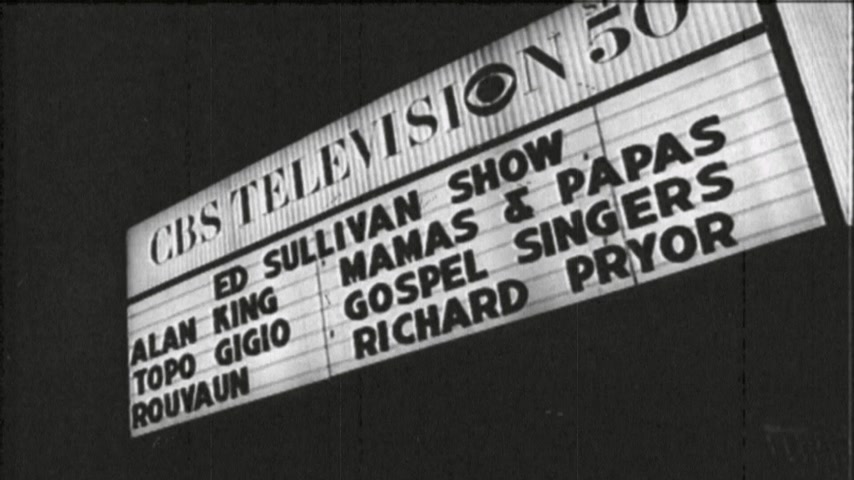 CBS TELEVISION 50
ED SULLIVAN SHOW
ALAN KING MAMAS & PAPAS
TOPO GIGIO GOSPEL SINGERS
ROUVAUN RICHARD PRYOR